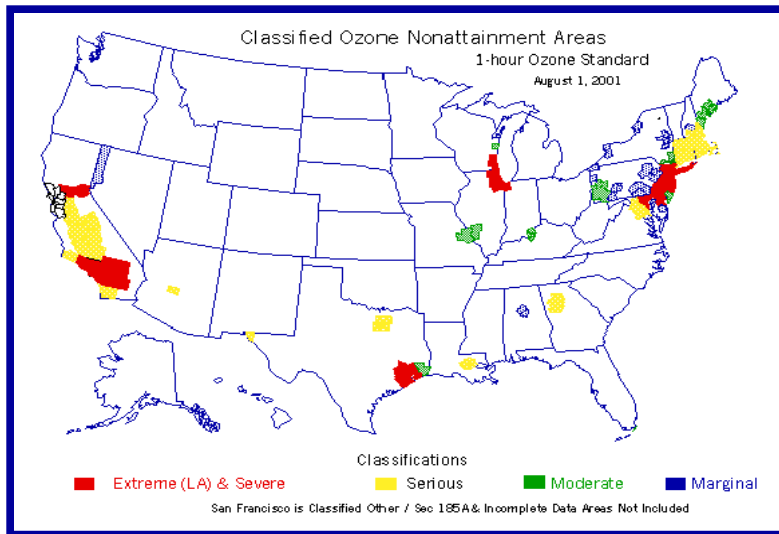 Classified Ozone Nonattainment Areas
1-hour Ozone Standard
August 1, 2001
Classifications
Extreme (LA) & Severe
Serious
Moderate
Marginal
San Francisco is Classified Other / Sec 185A & Incomplete Data Areas Not Included